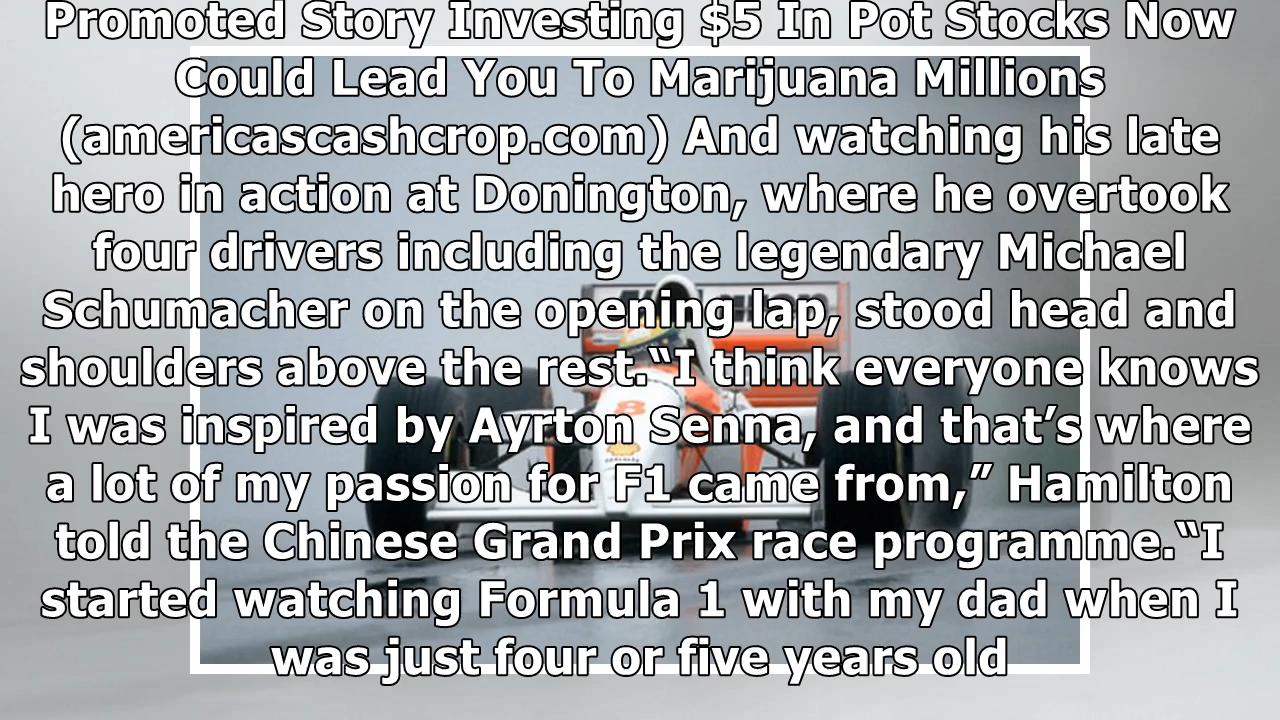 Promoted Story Investing $5 In Pot Stocks Now
Could Lead You To Marijuana Millions
(americascashcrop.com) And watching his late
hero in action at Donington, where he overtook
four drivers including the legendary Michael
Schumacher on the opening lap, stood head and
shoulders above the rest.“I think everyone knows
I was inspired by Ayrton Senna, and that’s where
a lot of my passion for F1 came from,” Hamilton
told the Chinese Grand Prix race programme.“I
started watching Formula 1 with my dad when I
was just four or five years old
8